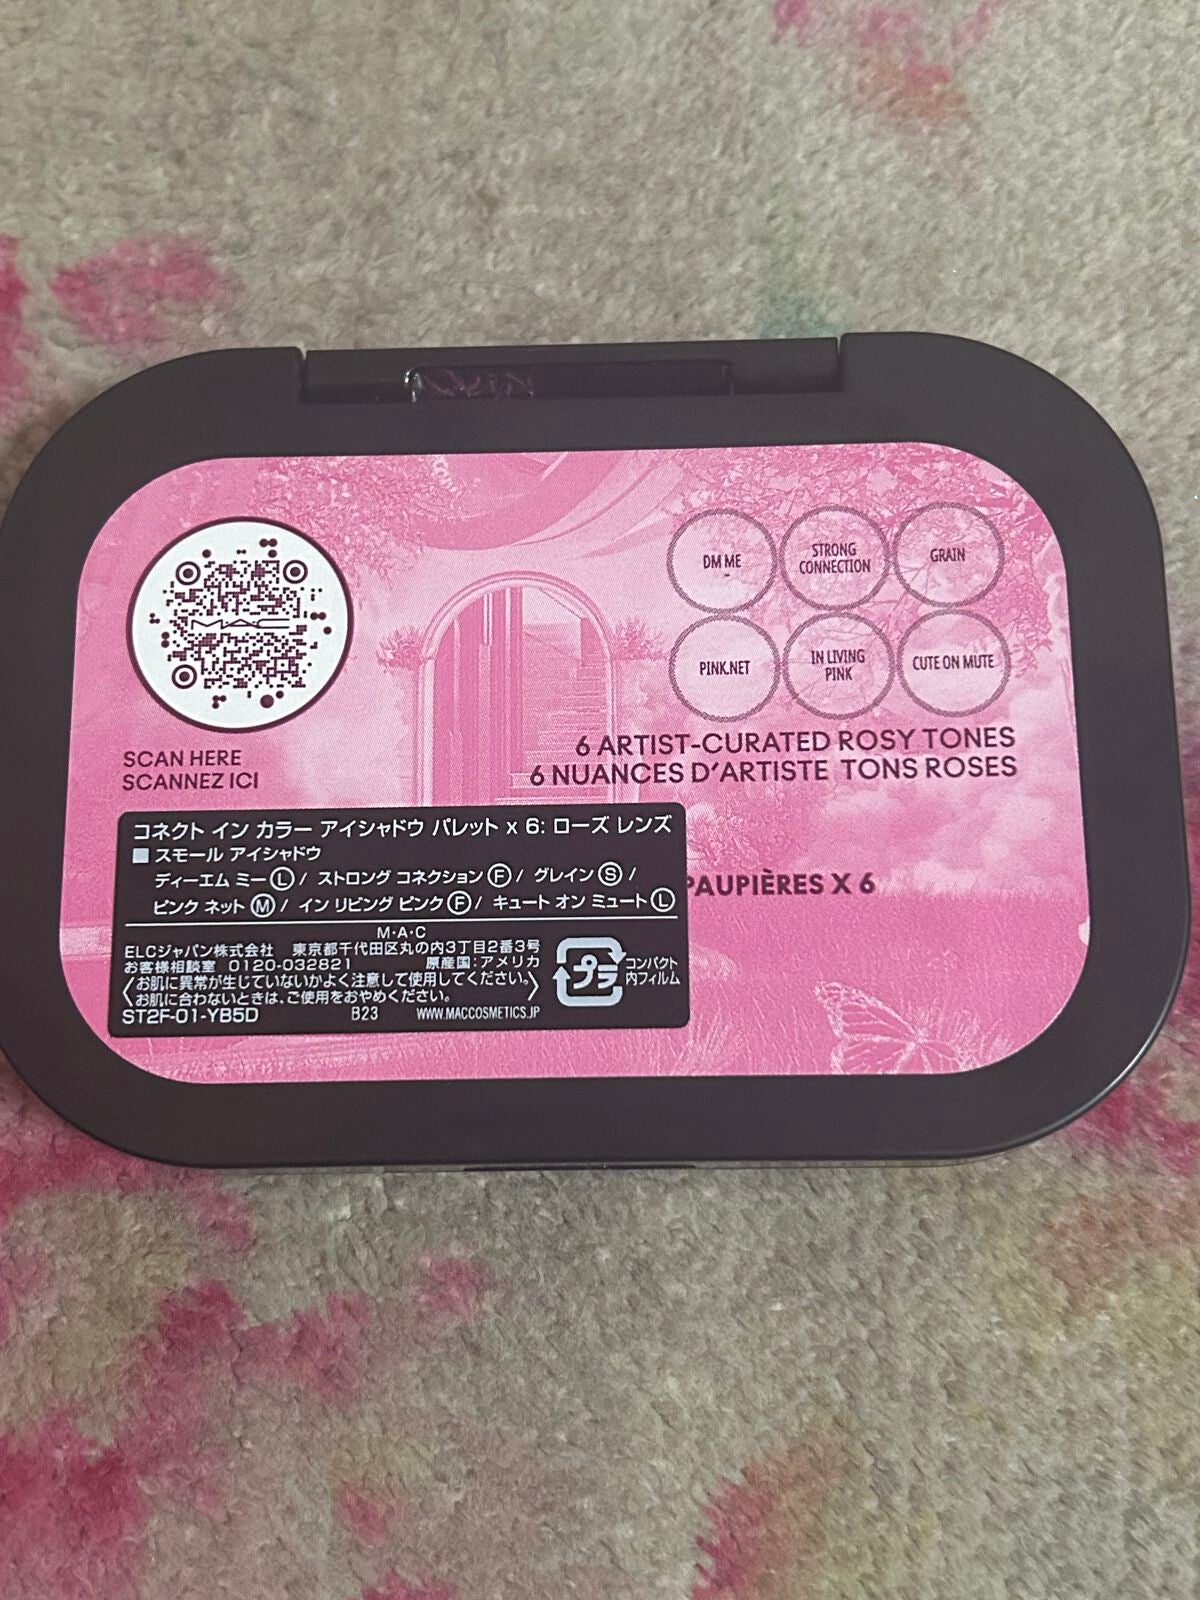 DM ME
STRONG
CONNECTION
GRAIN
PINK.NET
IN LIVING
PINK
CUTE ON MUTE
MAC
SCAN HERE
SCANNEZ ICI
6 ARTIST-CURATED ROSY TONES
6 NUANCES D'ARTISTE TONS ROSES
PAUPIÈRES X 6
コネクト イン カラー アイシャドウ パレット x 6: ローズ レンズ
■ スモール アイシャドウ
ディーエム ミーⓁ/ ストロング コネクションⒻ/ グレインⓈ/
ピンク ネットⓂ/ イン リビング ピンクⒻ/ キュート オン ミュートⓁ
M・A・C
ELCジャパン株式会社 東京都千代田区丸の内3丁目2番3号
お客様相談室 0120-032821 原産国:アメリカ
〈お肌に異常が生じていないかよく注意して使用してください。〉
〈お肌に合わないときは、ご使用をおやめください。〉
ST2F-01-YB5D B23 WWW.MACCOSMETICS.JP
プラ
コンパクト
内フィルム